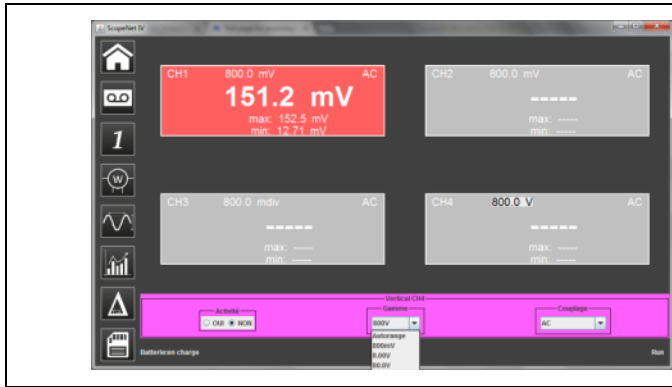 ScopeNet IV
CH1 800.0 mV AC
151.2 mV
max: 152.5 mV
min: 12.71 mV
CH2 800.0 mV AC
-----
max: -----
min: -----
1
W
CH3 800.0 mdiv AC
-----
max: -----
min: -----
CH4 800.0 V AC
-----
max: -----
min: -----
Vertical CH4
Activité
OUI NON
Gamme
800V
Autorange
800mV
8.00V
80.0V
Couplage
AC
Batterie:en charge
Run